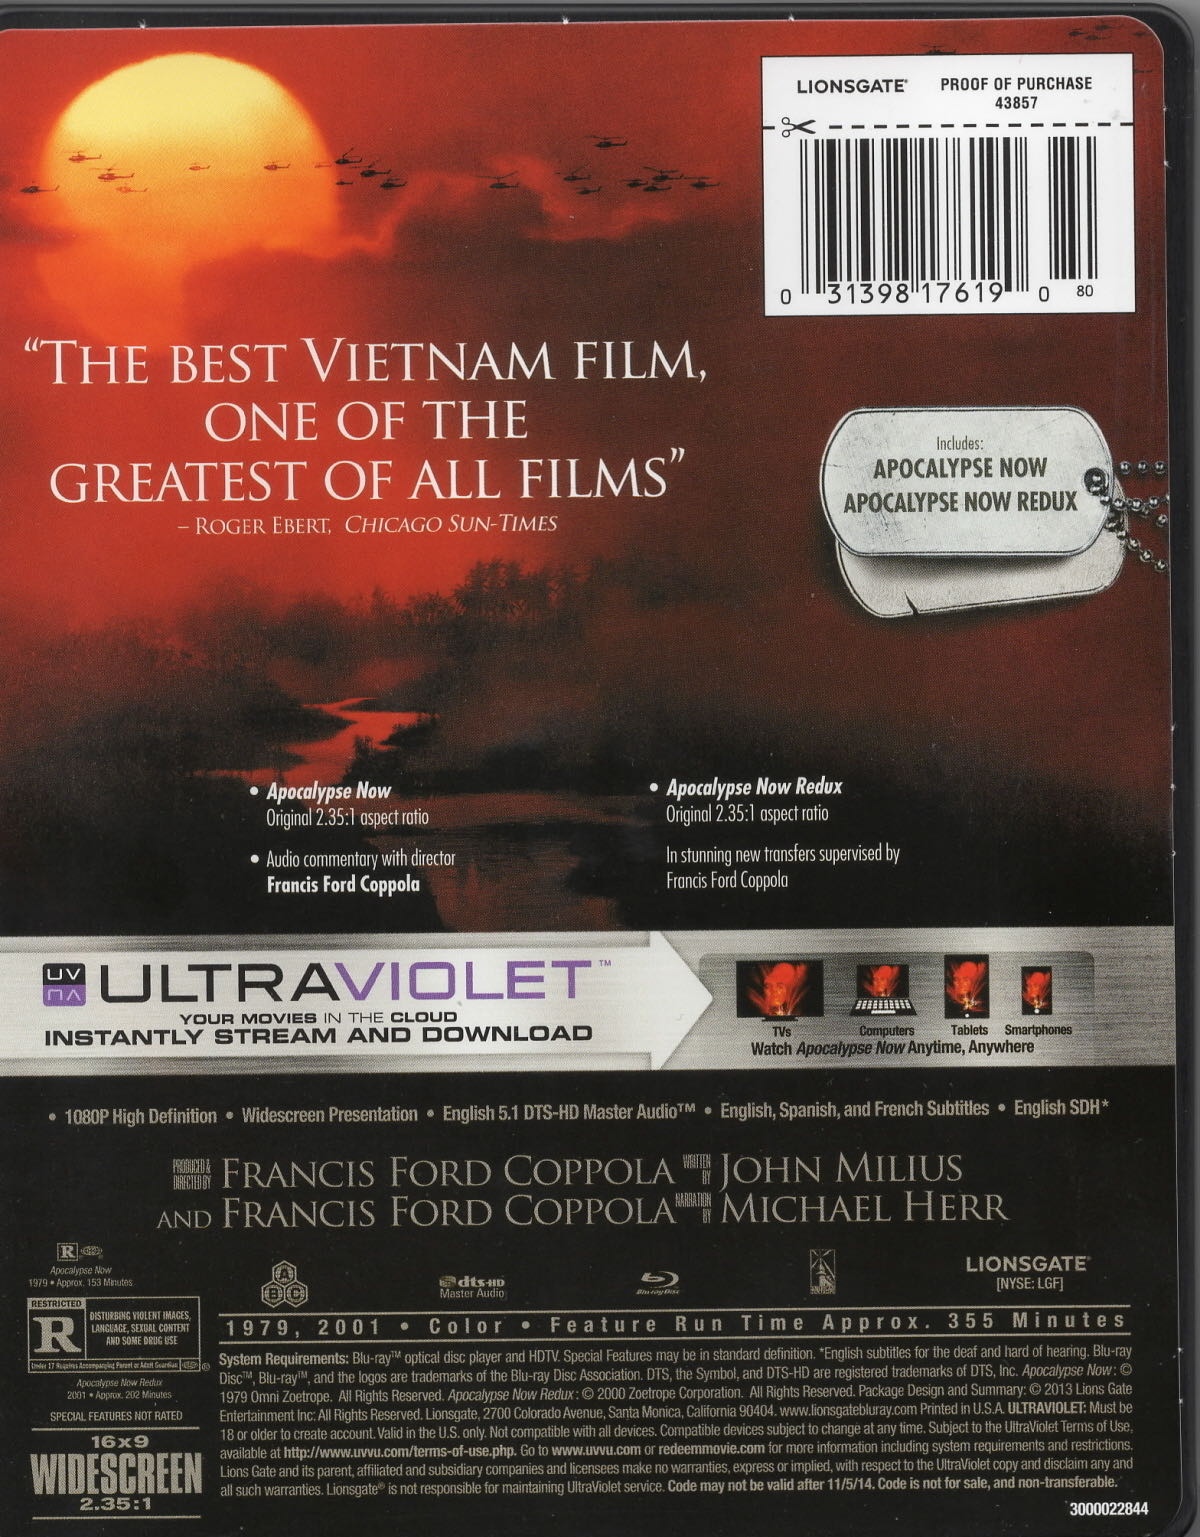 LIONSGATE®
PROOF OF PURCHASE
43857
0 31398 17619 0 80
“THE BEST VIETNAM FILM,
ONE OF THE
GREATEST OF ALL FILMS”
– ROGER EBERT, CHICAGO SUN-TIMES
Includes:
APOCALYPSE NOW
APOCALYPSE NOW REDUX
• Apocalypse Now
Original 2.35:1 aspect ratio
• Audio commentary with director
Francis Ford Coppola
• Apocalypse Now Redux
Original 2.35:1 aspect ratio
In stunning new transfers supervised by
Francis Ford Coppola
UV ULTRAVIOLET™
YOUR MOVIES IN THE CLOUD
INSTANTLY STREAM AND DOWNLOAD
TVs Computers Tablets Smartphones
Watch Apocalypse Now Anytime, Anywhere
• 1080P High Definition • Widescreen Presentation • English 5.1 DTS-HD Master Audio™ • English, Spanish, and French Subtitles • English SDH*
PRODUCED & DIRECTED BY FRANCIS FORD COPPOLA WRITTEN BY JOHN MILIUS
AND FRANCIS FORD COPPOLA NARRATION BY MICHAEL HERR
R
Apocalypse Now
1979 • Approx. 153 Minutes
RESTRICTED
R
DISTURBING VIOLENT IMAGES,
LANGUAGE, SEXUAL CONTENT
AND SOME DRUG USE
Under 17 Requires Accompanying Parent or Adult Guardian
®
Apocalypse Now Redux
2001 • Approx. 202 Minutes
SPECIAL FEATURES NOT RATED
16x9
WIDESCREEN
2.35:1
A
B C
dts-HD
Master Audio
Blu-ray Disc
LIONSGATE®
[NYSE: LGF]
1979, 2001 • Color • Feature Run Time Approx. 355 Minutes
System Requirements: Blu-ray™ optical disc player and HDTV. Special Features may be in standard definition. *English subtitles for the deaf and hard of hearing. Blu-ray
Disc™, Blu-ray™, and the logos are trademarks of the Blu-ray Disc Association. DTS, the Symbol, and DTS-HD are registered trademarks of DTS, Inc. Apocalypse Now: ©
1979 Omni Zoetrope. All Rights Reserved. Apocalypse Now Redux: © 2000 Zoetrope Corporation. All Rights Reserved. Package Design and Summary: © 2013 Lions Gate
Entertainment Inc. All Rights Reserved. Lionsgate, 2700 Colorado Avenue, Santa Monica, California 90404. www.lionsgatebluray.com Printed in U.S.A. ULTRAVIOLET: Must be
18 or older to create account. Valid in the U.S. only. Not compatible with all devices. Compatible devices subject to change at any time. Subject to the UltraViolet Terms of Use,
available at http://www.uvvu.com/terms-of-use.php. Go to www.uvvu.com or redeemmovie.com for more information including system requirements and restrictions.
Lions Gate and its parent, affiliated and subsidiary companies and licensees make no warranties, express or implied, with respect to the UltraViolet copy and disclaim any and
all such warranties. Lionsgate® is not responsible for maintaining UltraViolet service. Code may not be valid after 11/5/14. Code is not for sale, and non-transferable.
3000022844